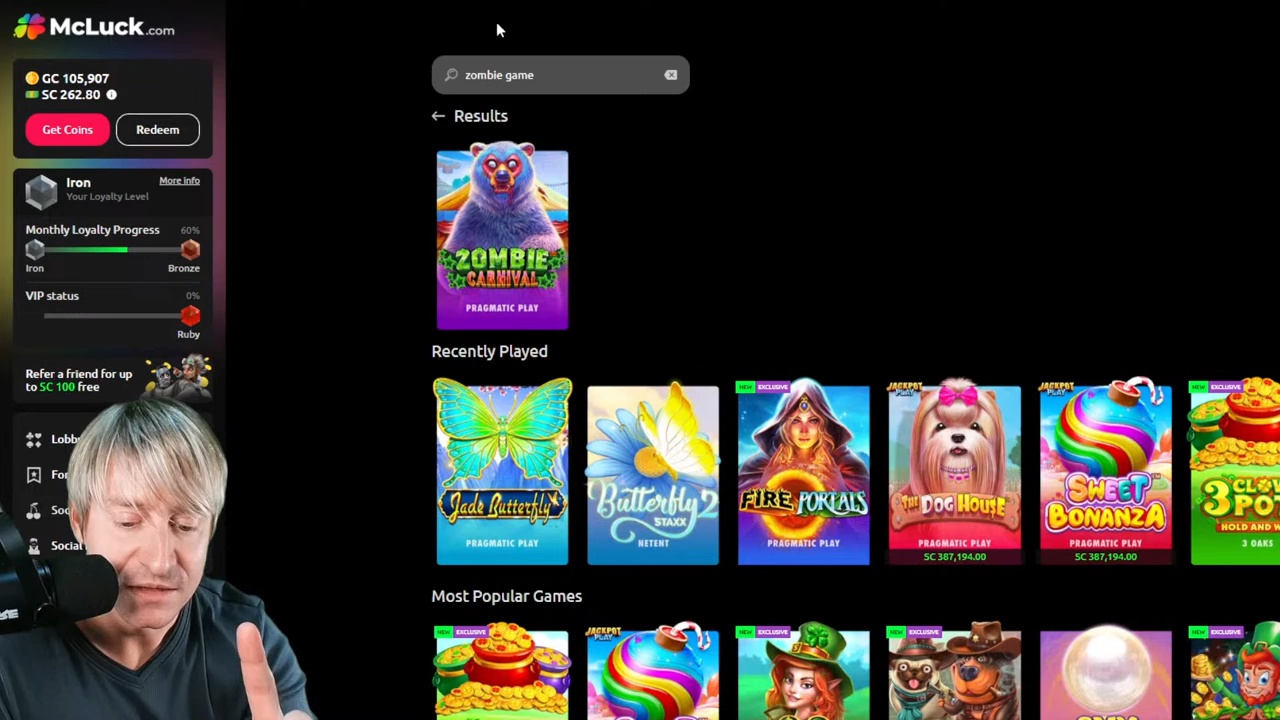 McLuck.com
GC 105,907
SC 262.80
Get Coins
Redeem
Iron
More info
Your Loyalty Level
Monthly Loyalty Progress
60%
Iron
Bronze
VIP status
0%
Ruby
Refer a friend for up
to SC 100 free
Social
zombie game
Results
ZOMBIE
CARNIVAL
PRAGMATIC PLAY
Recently Played
Jade Butterfly
PRAGMATIC PLAY
Butterfly 2
STAXX
NETENT
NEW EXCLUSIVE
FIRE PORTALS
PRAGMATIC PLAY
JACKPOT
PLAY
THE DOG HOUSE
PRAGMATIC PLAY
SC 387,194.00
JACKPOT
PLAY
SWEET
BONANZA
PRAGMATIC PLAY
SC 387,194.00
NEW EXCLUSIVE
HOLD AND
3 OAKS
Most Popular Games
NEW EXCLUSIVE
JACKPOT
PLAY
NEW EXCLUSIVE
NEW EXCLUSIVE
NEW EXCLUSIVE